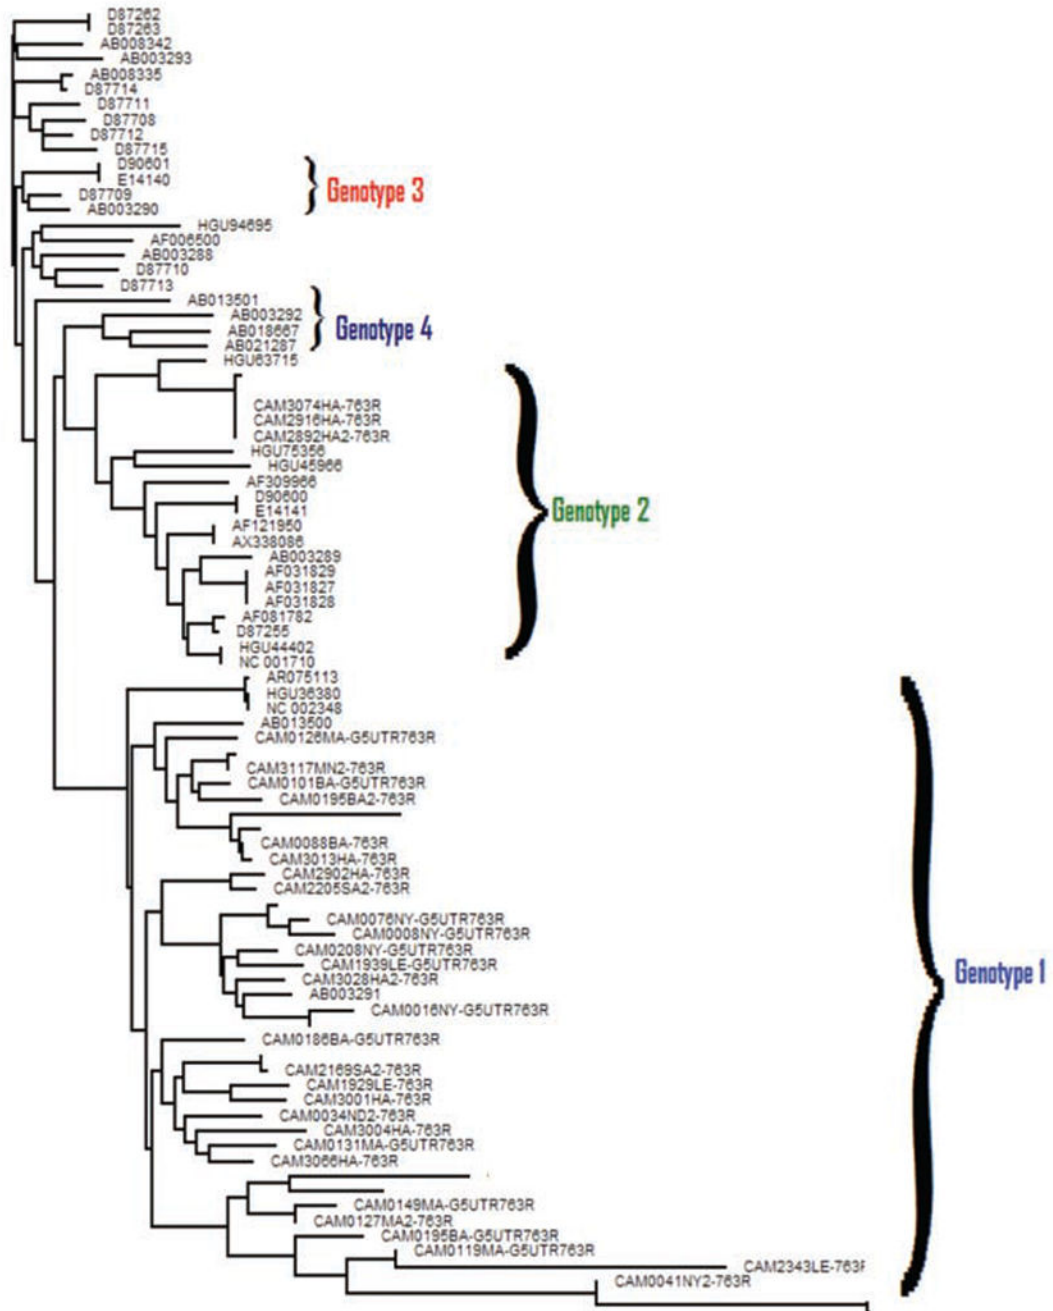 D87262
D87263
AB008342
AB003293
AB008335
D87714
D87711
D87708
D87712
D87715
D90601
E14140
Genotype 3
D87709
AB003290
HGU94695
AF006500
AB003288
D87710
D87713
AB013501
AB003292
AB018667
Genotype 4
AB021287
HGU63715
CAM3074HA-763R
CAM2916HA-763R
CAM2892HA2-763R
HGU75356
HGU45966
AF309966
D90600
E14141
Genotype 2
AF121950
AX338086
AB003289
AF031829
AF031827
AF031828
AF081782
D87255
HGU44402
NC 001710
AR075113
HGU36380
NC 002348
AB013500
CAM0126MA-G5UTR763R
CAM3117MN2-763R
CAM0101BA-G5UTR763R
CAM0195BA2-763R
CAM0088BA-763R
CAM3013HA-763R
CAM2902HA-763R
CAM2205SA2-763R
CAM0076NY-G5UTR763R
CAM0008NY-G5UTR763R
CAM0208NY-G5UTR763R
CAM1939LE-G5UTR763R
Genotype 1
CAM3028HA2-763R
AB003291
CAM0016NY-G5UTR763R
CAM0186BA-G5UTR763R
CAM2169SA2-763R
CAM1929LE-763R
CAM3001HA-763R
CAM0034ND2-763R
CAM3004HA-763R
CAM0131MA-G5UTR763R
CAM3066HA-763R
CAM0149MA-G5UTR763R
CAM0127MA2-763R
CAM0195BA-G5UTR763R
CAM0119MA-G5UTR763R
CAM2343LE-763R
CAM0041NY2-763R